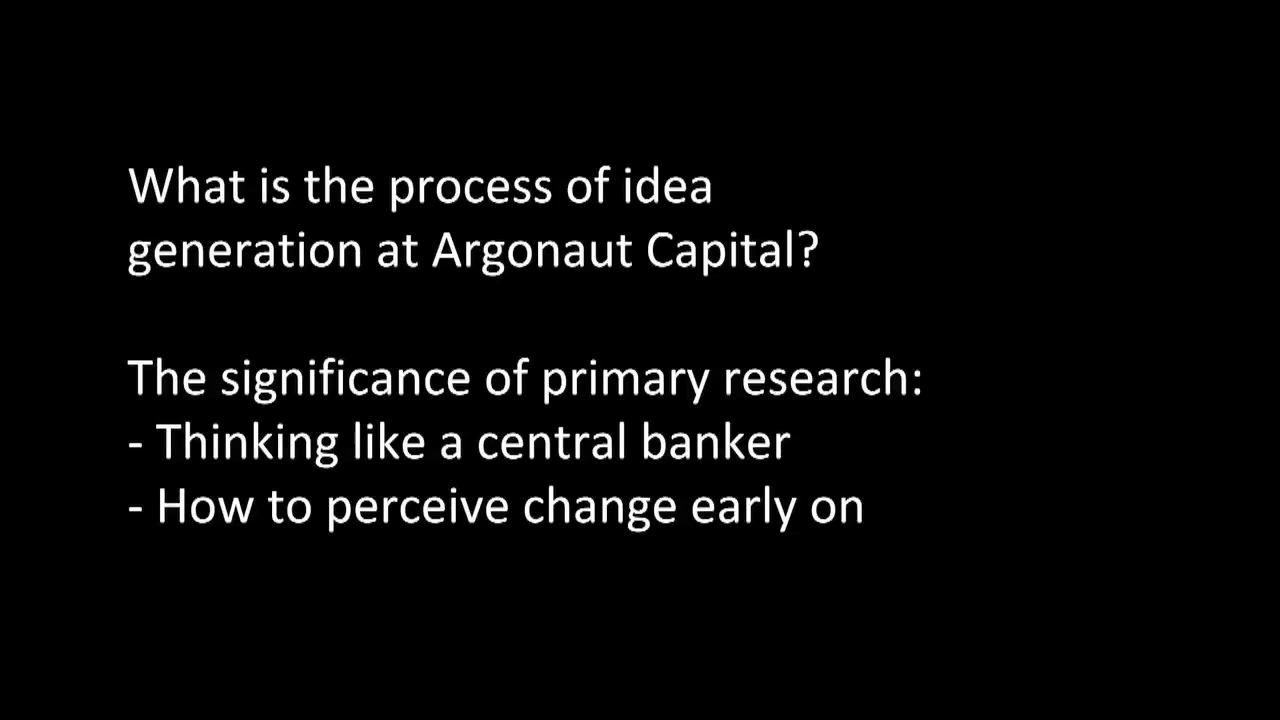 What is the process of idea
generation at Argonaut Capital?
The significance of primary research:
- Thinking like a central banker
- How to perceive change early on